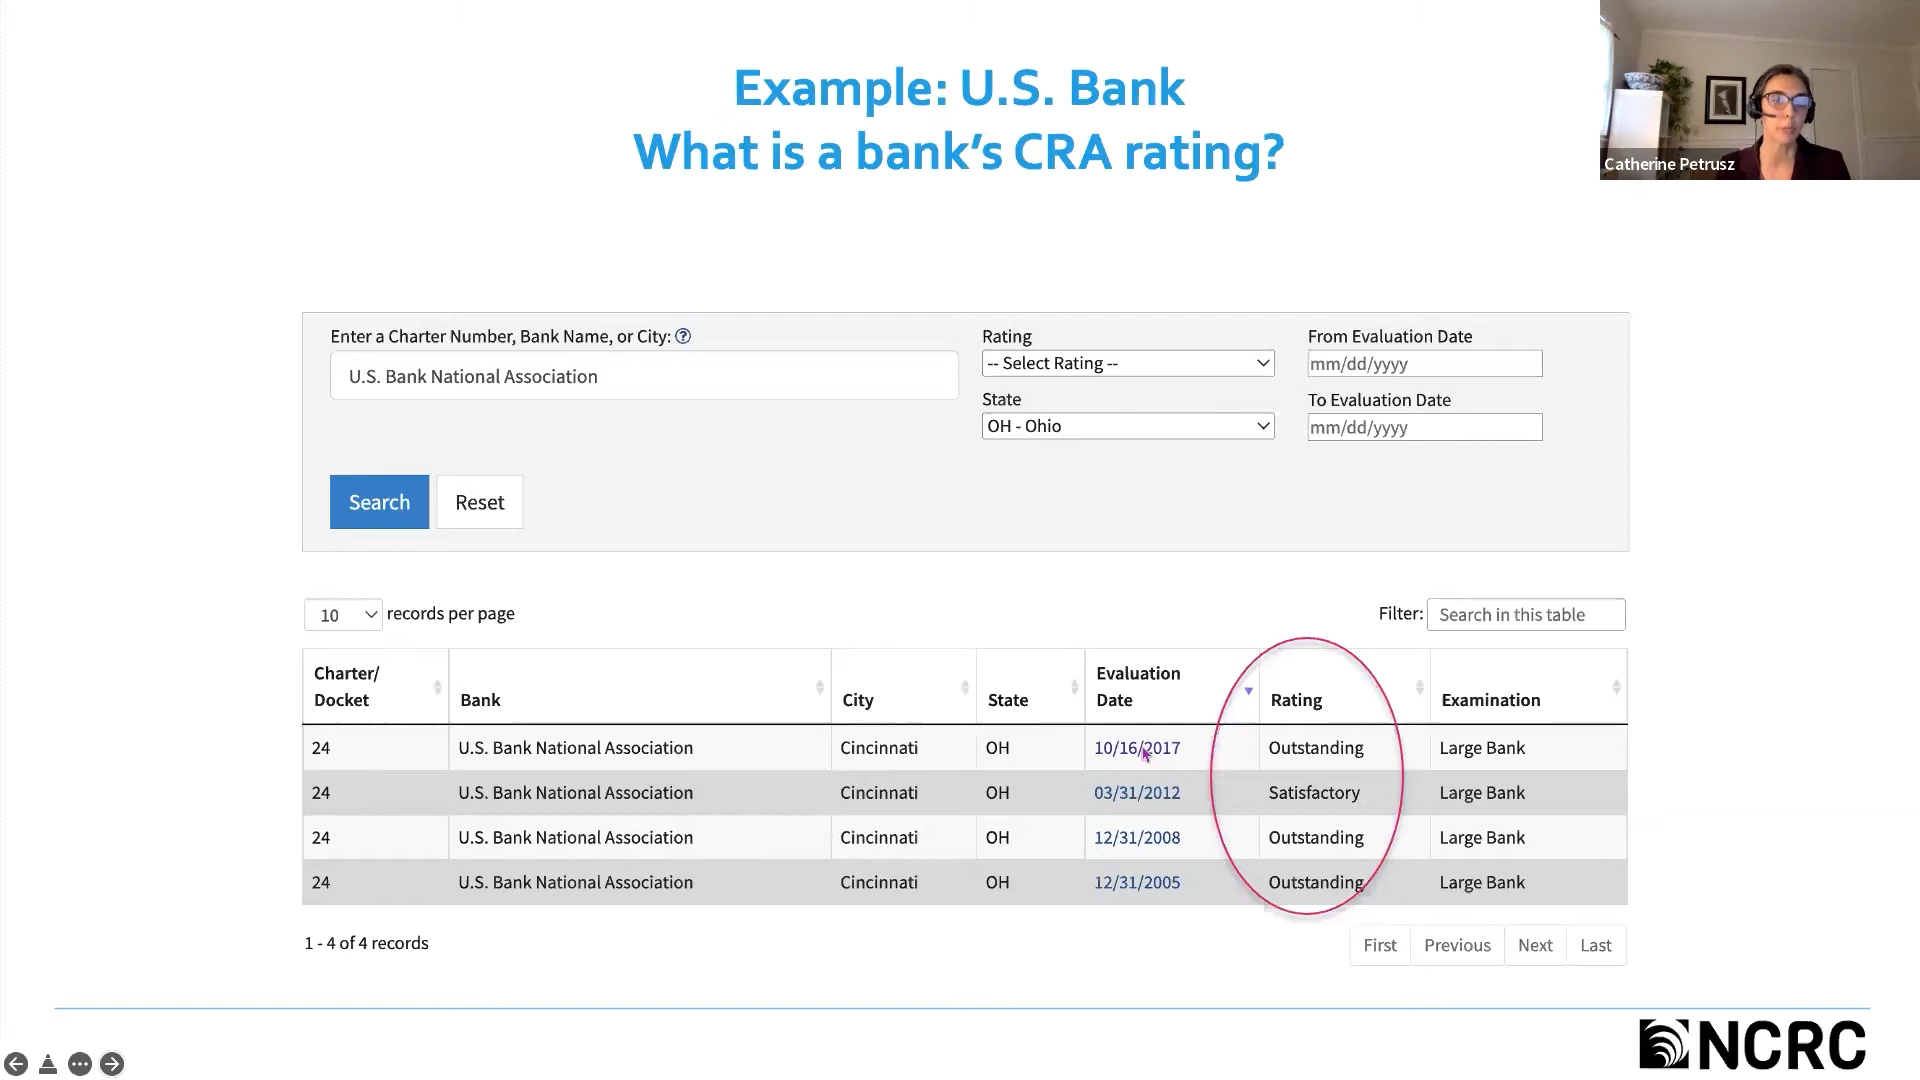 Example: U.S. Bank
What is a bank’s CRA rating?
Catherine Petrusz
Enter a Charter Number, Bank Name, or City: ?
U.S. Bank National Association
Rating
-- Select Rating --
State
OH - Ohio
From Evaluation Date
mm/dd/yyyy
To Evaluation Date
mm/dd/yyyy
Search Reset
10 records per page
Filter: Search in this table
Charter/ Docket Bank City State Evaluation Date Rating Examination
24 U.S. Bank National Association Cincinnati OH 10/16/2017 Outstanding Large Bank
24 U.S. Bank National Association Cincinnati OH 03/31/2012 Satisfactory Large Bank
24 U.S. Bank National Association Cincinnati OH 12/31/2008 Outstanding Large Bank
24 U.S. Bank National Association Cincinnati OH 12/31/2005 Outstanding Large Bank
1 - 4 of 4 records
First Previous Next Last
NCRC